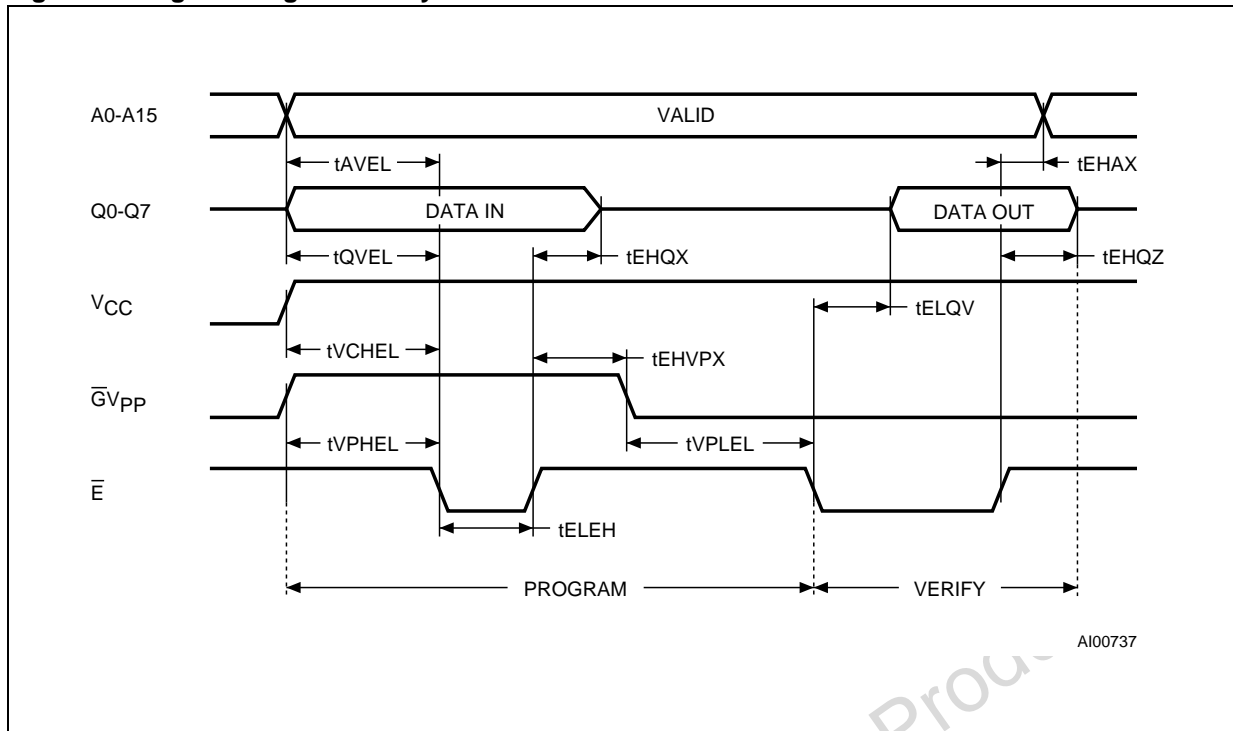 A0-A15
VALID
tAVEL
tEHAX
Q0-Q7
DATA IN
DATA OUT
tQVEL
tEHQX
tEHQZ
VCC
tELQV
tVCHEL
tEHVPX
G̅VPP
tVPHEL
tVPLEL
E̅
tELEH
PROGRAM
VERIFY
AI00737